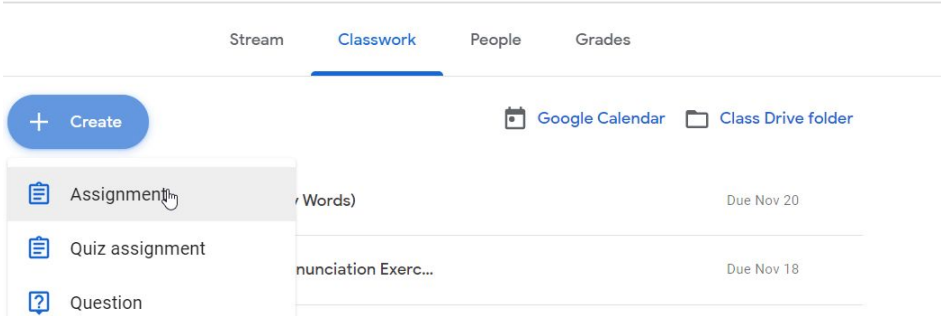 Stream Classwork People Grades
+ Create
Google Calendar Class Drive folder
Assignment
Words)
Due Nov 20
Quiz assignment
nunciation Exerc...
Due Nov 18
Question